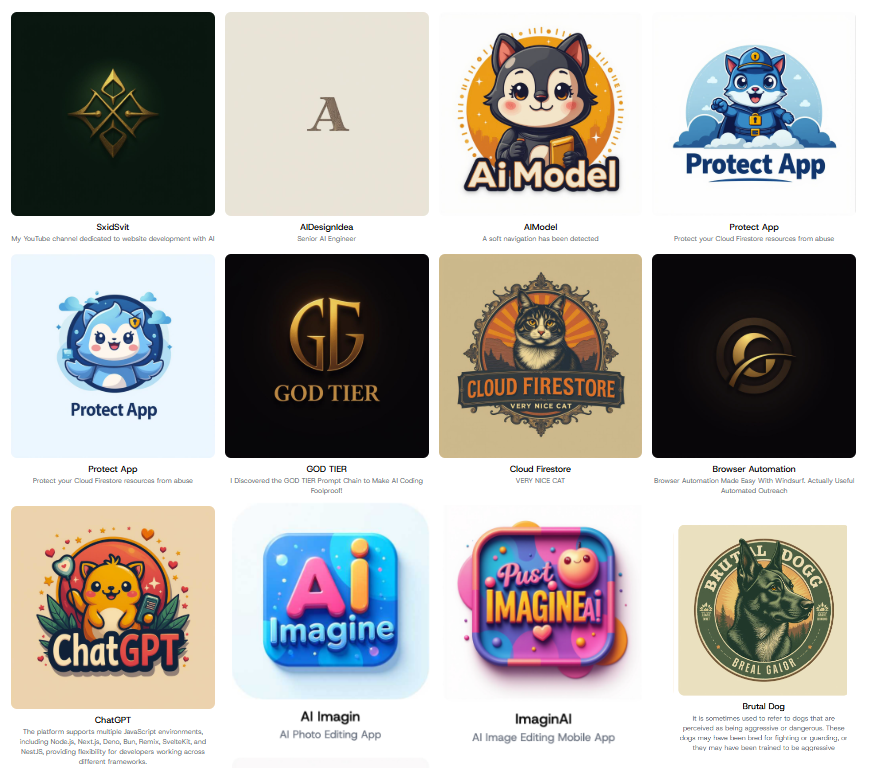 A
Ai Model
Protect App
SxidSvit
My YouTube channel dedicated to website development with AI
AIDesignIdea
Senior AI Engineer
AIModel
A soft navigation has been detected
Protect App
Protect your Cloud Firestore resources from abuse
Protect App
GG
GOD TIER
CLOUD FIRESTORE
VERY NICE CAT
Protect App
Protect your Cloud Firestore resources from abuse
GOD TIER
I Discovered the GOD TIER Prompt Chain to Make AI Coding
Foolproof!
Cloud Firestore
VERY NICE CAT
Browser Automation
Browser Automation Made Easy With Windsurf. Actually Useful
Automated Outreach
ChatGPT
Ai
Imagine
Pust
IMAGINEAi
BRUTAL DOGG
BREAL GAIOR
ChatGPT
The platform supports multiple JavaScript environments,
including Node.js, Next.js, Deno, Bun, Remix, SvelteKit, and
NestJS, providing flexibility for developers working across
different frameworks.
AI Imagin
AI Photo Editing App
ImaginAI
AI Image Editing Mobile App
Brutal Dog
It is sometimes used to refer to dogs that are
perceived as being aggressive or dangerous. These
dogs may have been bred for fighting or guarding, or
they may have been trained to be aggressive